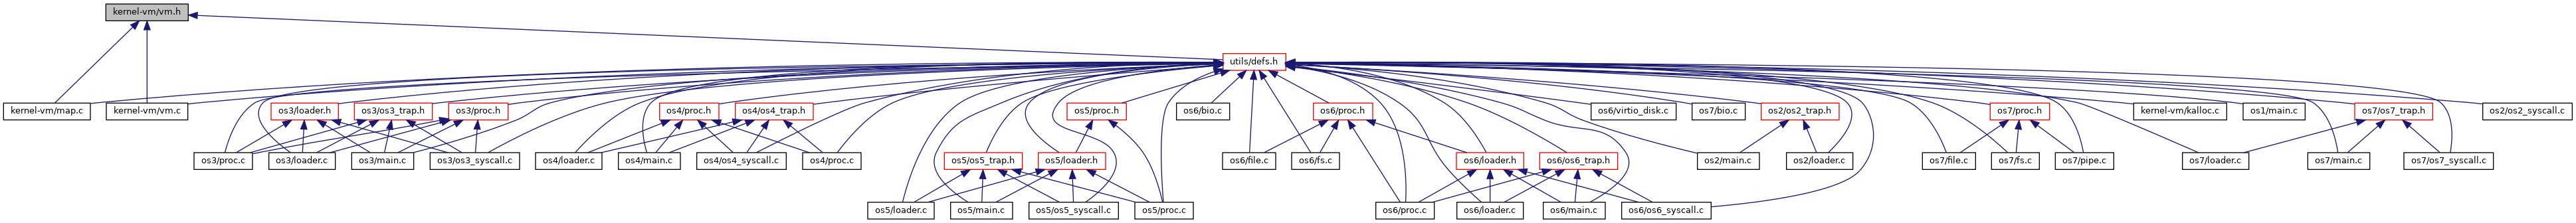 kernel-vm/vm.h
utils/defs.h
kernel-vm/map.c
kernel-vm/vm.c
os3/loader.h
os3/os3_trap.h
os3/proc.h
os4/proc.h
os4/os4_trap.h
os5/proc.h
os6/bio.c
os6/proc.h
os6/virtio_disk.c
os7/bio.c
os2/os2_trap.h
os7/proc.h
kernel-vm/kalloc.c
os1/main.c
os7/os7_trap.h
os2/os2_syscall.c
os3/proc.c
os3/loader.c
os3/main.c
os3/os3_syscall.c
os4/loader.c
os4/main.c
os4/os4_syscall.c
os4/proc.c
os5/os5_trap.h
os5/loader.h
os6/file.c
os6/fs.c
os6/loader.h
os6/os6_trap.h
os2/main.c
os2/loader.c
os7/file.c
os7/fs.c
os7/pipe.c
os7/loader.c
os7/main.c
os7/os7_syscall.c
os5/loader.c
os5/main.c
os5/os5_syscall.c
os5/proc.c
os6/proc.c
os6/loader.c
os6/main.c
os6/os6_syscall.c